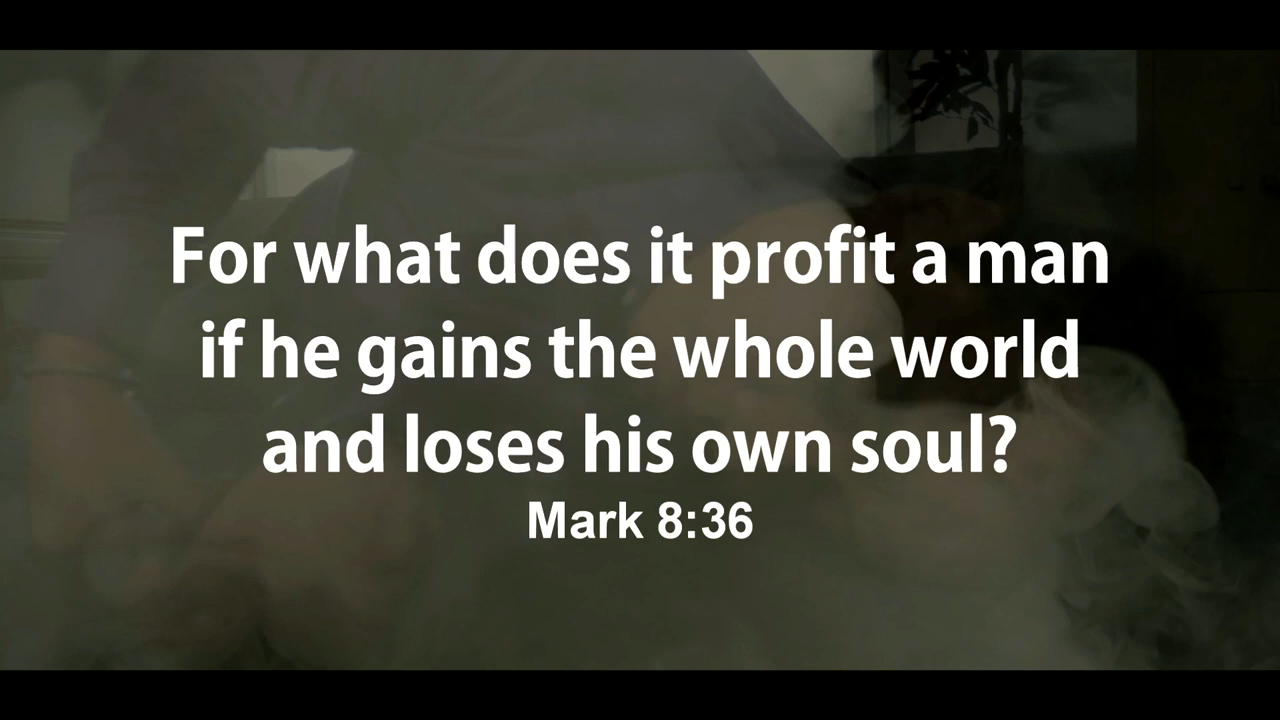 For what does it profit a man
if he gains the whole world
and loses his own soul?
Mark 8:36